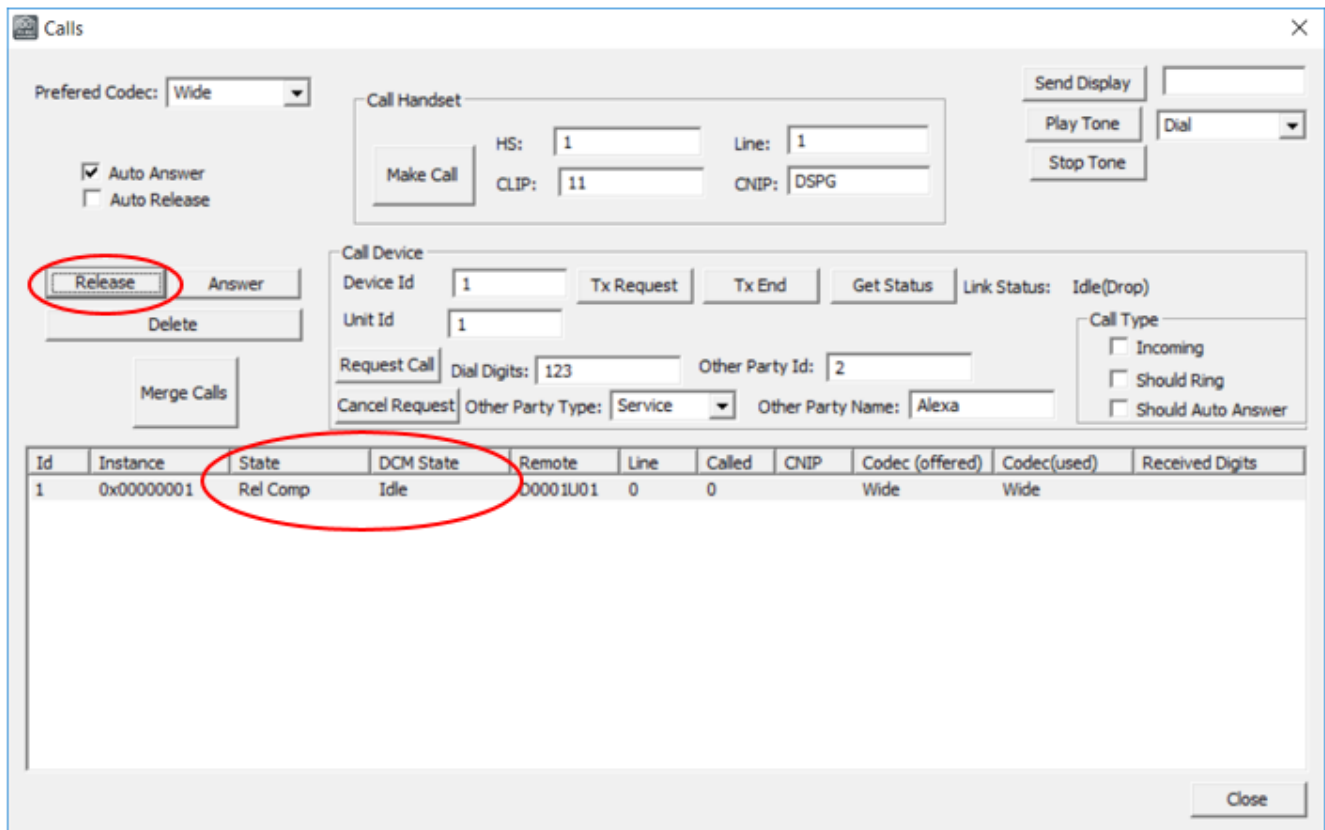 Calls
Prefered Codec: Wide
Auto Answer
Auto Release
Call Handset
Make Call
HS: 1
Line: 1
CLIP: 11
CNIP: DSPG
Send Display
Play Tone Dial
Stop Tone
Release Answer
Delete
Merge Calls
Call Device
Device Id 1 Tx Request Tx End Get Status Link Status: Idle(Drop)
Unit Id 1
Request Call Dial Digits: 123 Other Party Id: 2
Cancel Request Other Party Type: Service Other Party Name: Alexa
Call Type
Incoming
Should Ring
Should Auto Answer
Id Instance State DCM State Remote Line Called CNIP Codec (offered) Codec(used) Received Digits
1 0x00000001 Rel Comp Idle D0001U01 0 0 Wide Wide
Close